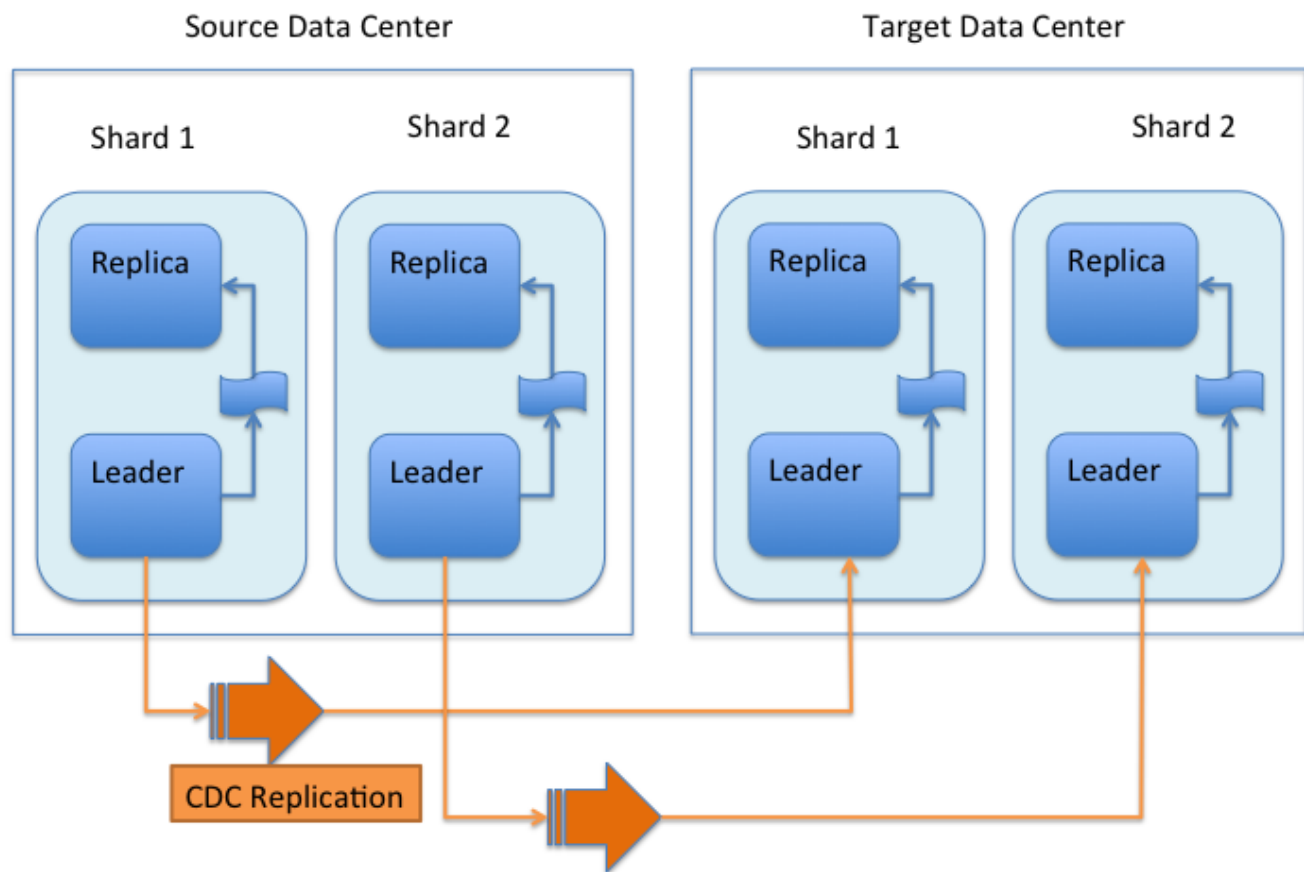 Source Data Center
Target Data Center
Shard 1
Shard 2
Shard 1
Shard 2
Replica
Replica
Replica
Replica
Leader
Leader
Leader
Leader
CDC Replication